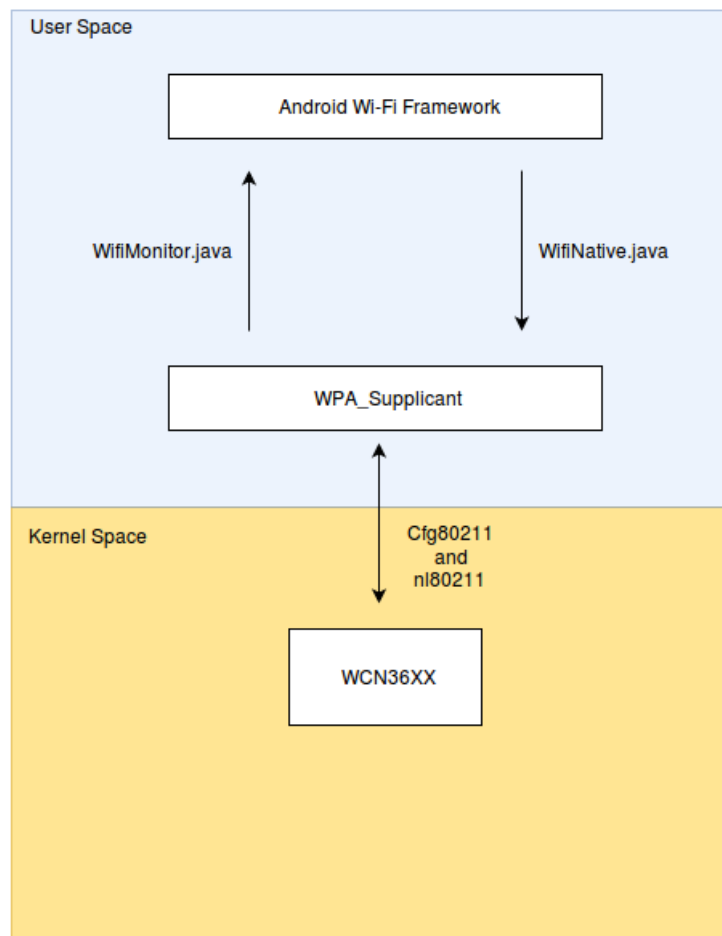 User Space
Android Wi-Fi Framework
WifiMonitor.java
WifiNative.java
WPA_Supplicant
Kernel Space
Cfg80211
and
nl80211
WCN36XX